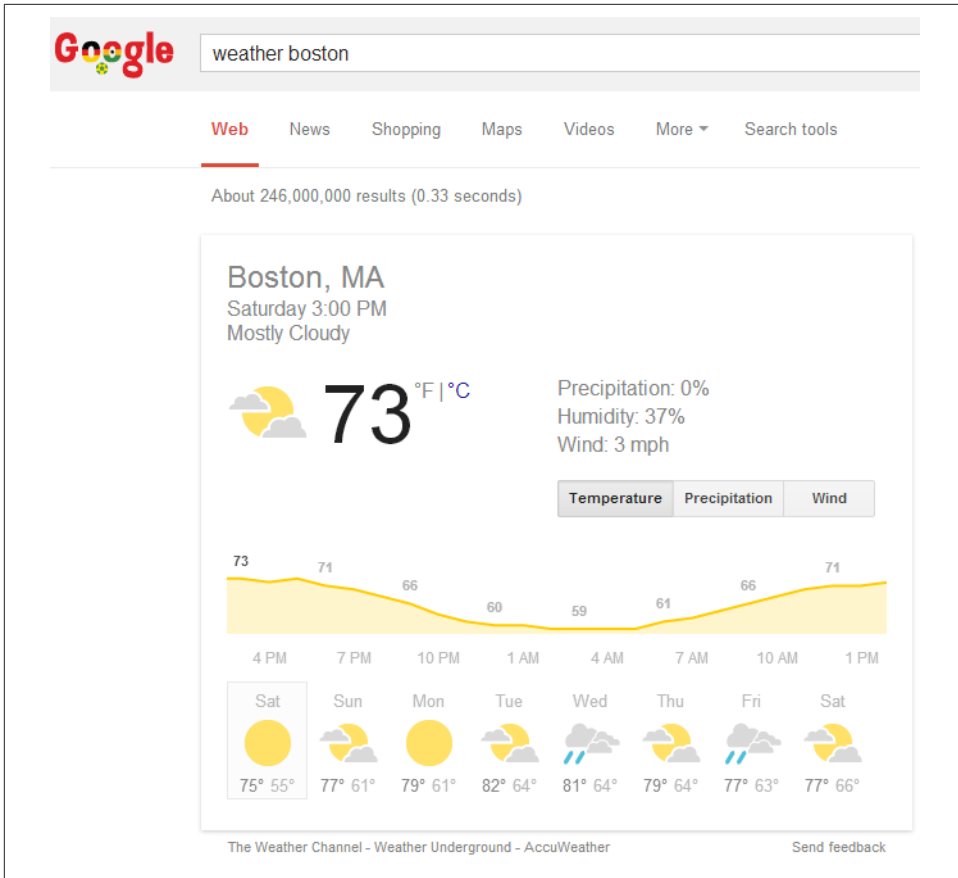 Google
weather boston
Web News Shopping Maps Videos More Search tools
About 246,000,000 results (0.33 seconds)
Boston, MA
Saturday 3:00 PM
Mostly Cloudy
73 °F | °C
Precipitation: 0%
Humidity: 37%
Wind: 3 mph
Temperature Precipitation Wind
73 71 66 60 59 61 66 71
4 PM 7 PM 10 PM 1 AM 4 AM 7 AM 10 AM 1 PM
Sat Sun Mon Tue Wed Thu Fri Sat
75° 55° 77° 61° 79° 61° 82° 64° 81° 64° 79° 64° 77° 63° 77° 66°
The Weather Channel - Weather Underground - AccuWeather Send feedback